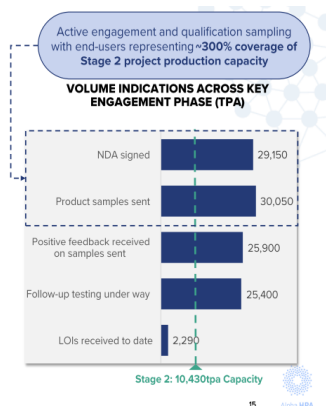 Active engagement and qualification sampling
with end-users representing ≈300% coverage of
Stage 2 project production capacity
VOLUME INDICATIONS ACROSS KEY
ENGAGEMENT PHASE (TPA)
NDA signed
29,150
Product samples sent
30,050
Positive feedback received
on samples sent
25,900
Follow-up testing under way
25,400
LOIs received to date
2,290
Stage 2: 10,430tpa Capacity
15
HPA